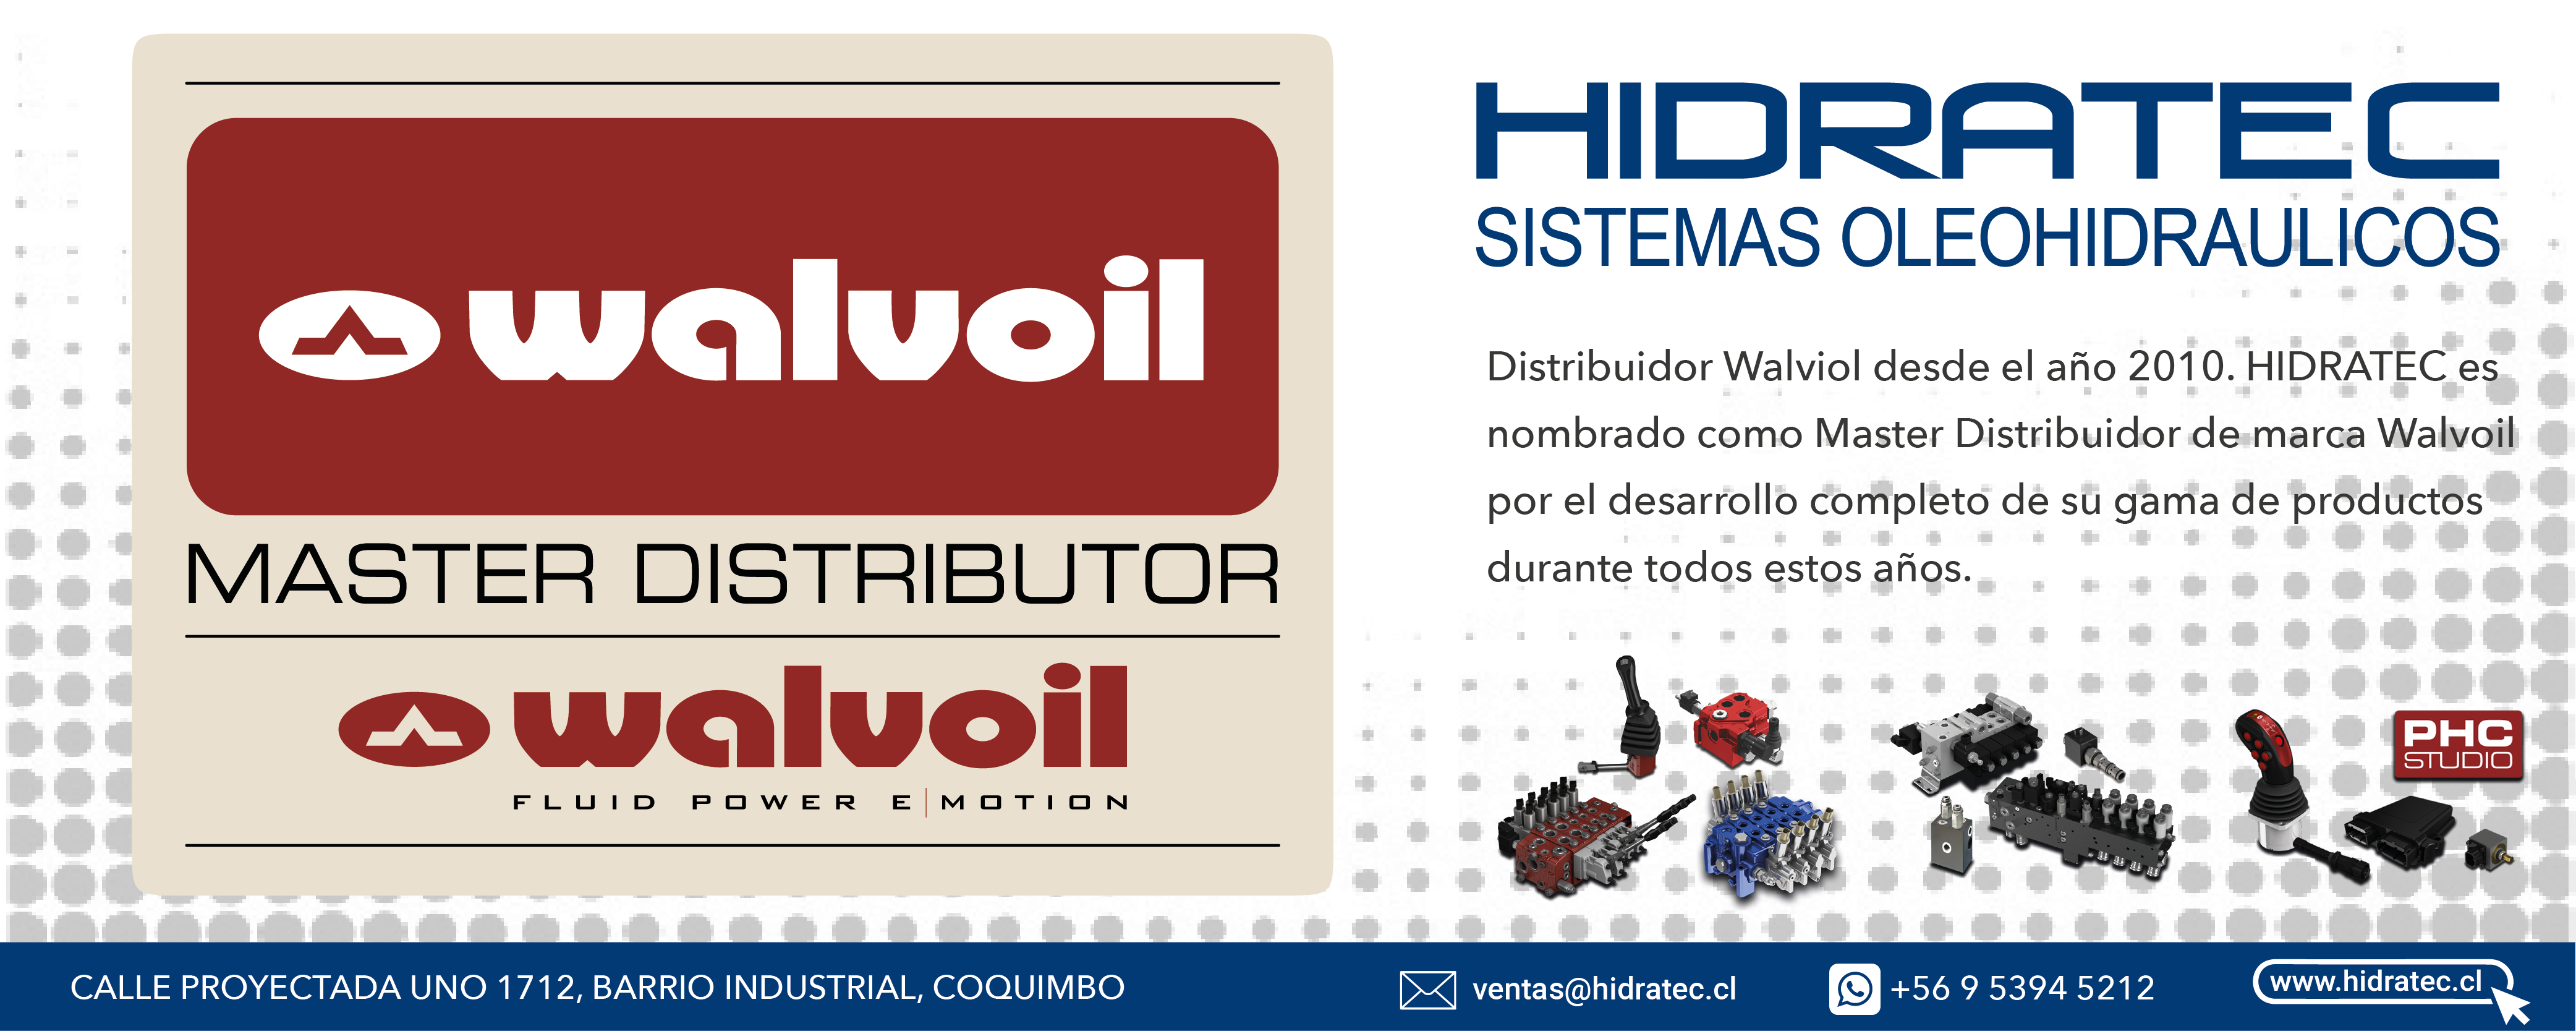 walvoil
MASTER DISTRIBUTOR
walvoil
FLUID POWER E|MOTION
HIDRATEC
SISTEMAS OLEOHIDRAULICOS
Distribuidor Walviol desde el año 2010. HIDRATEC es
nombrado como Master Distribuidor de marca Walvoil
por el desarrollo completo de su gama de productos
durante todos estos años.
PHC
STUDIO
CALLE PROYECTADA UNO 1712, BARRIO INDUSTRIAL, COQUIMBO
ventas@hidratec.cl
+56 9 5394 5212
www.hidratec.cl